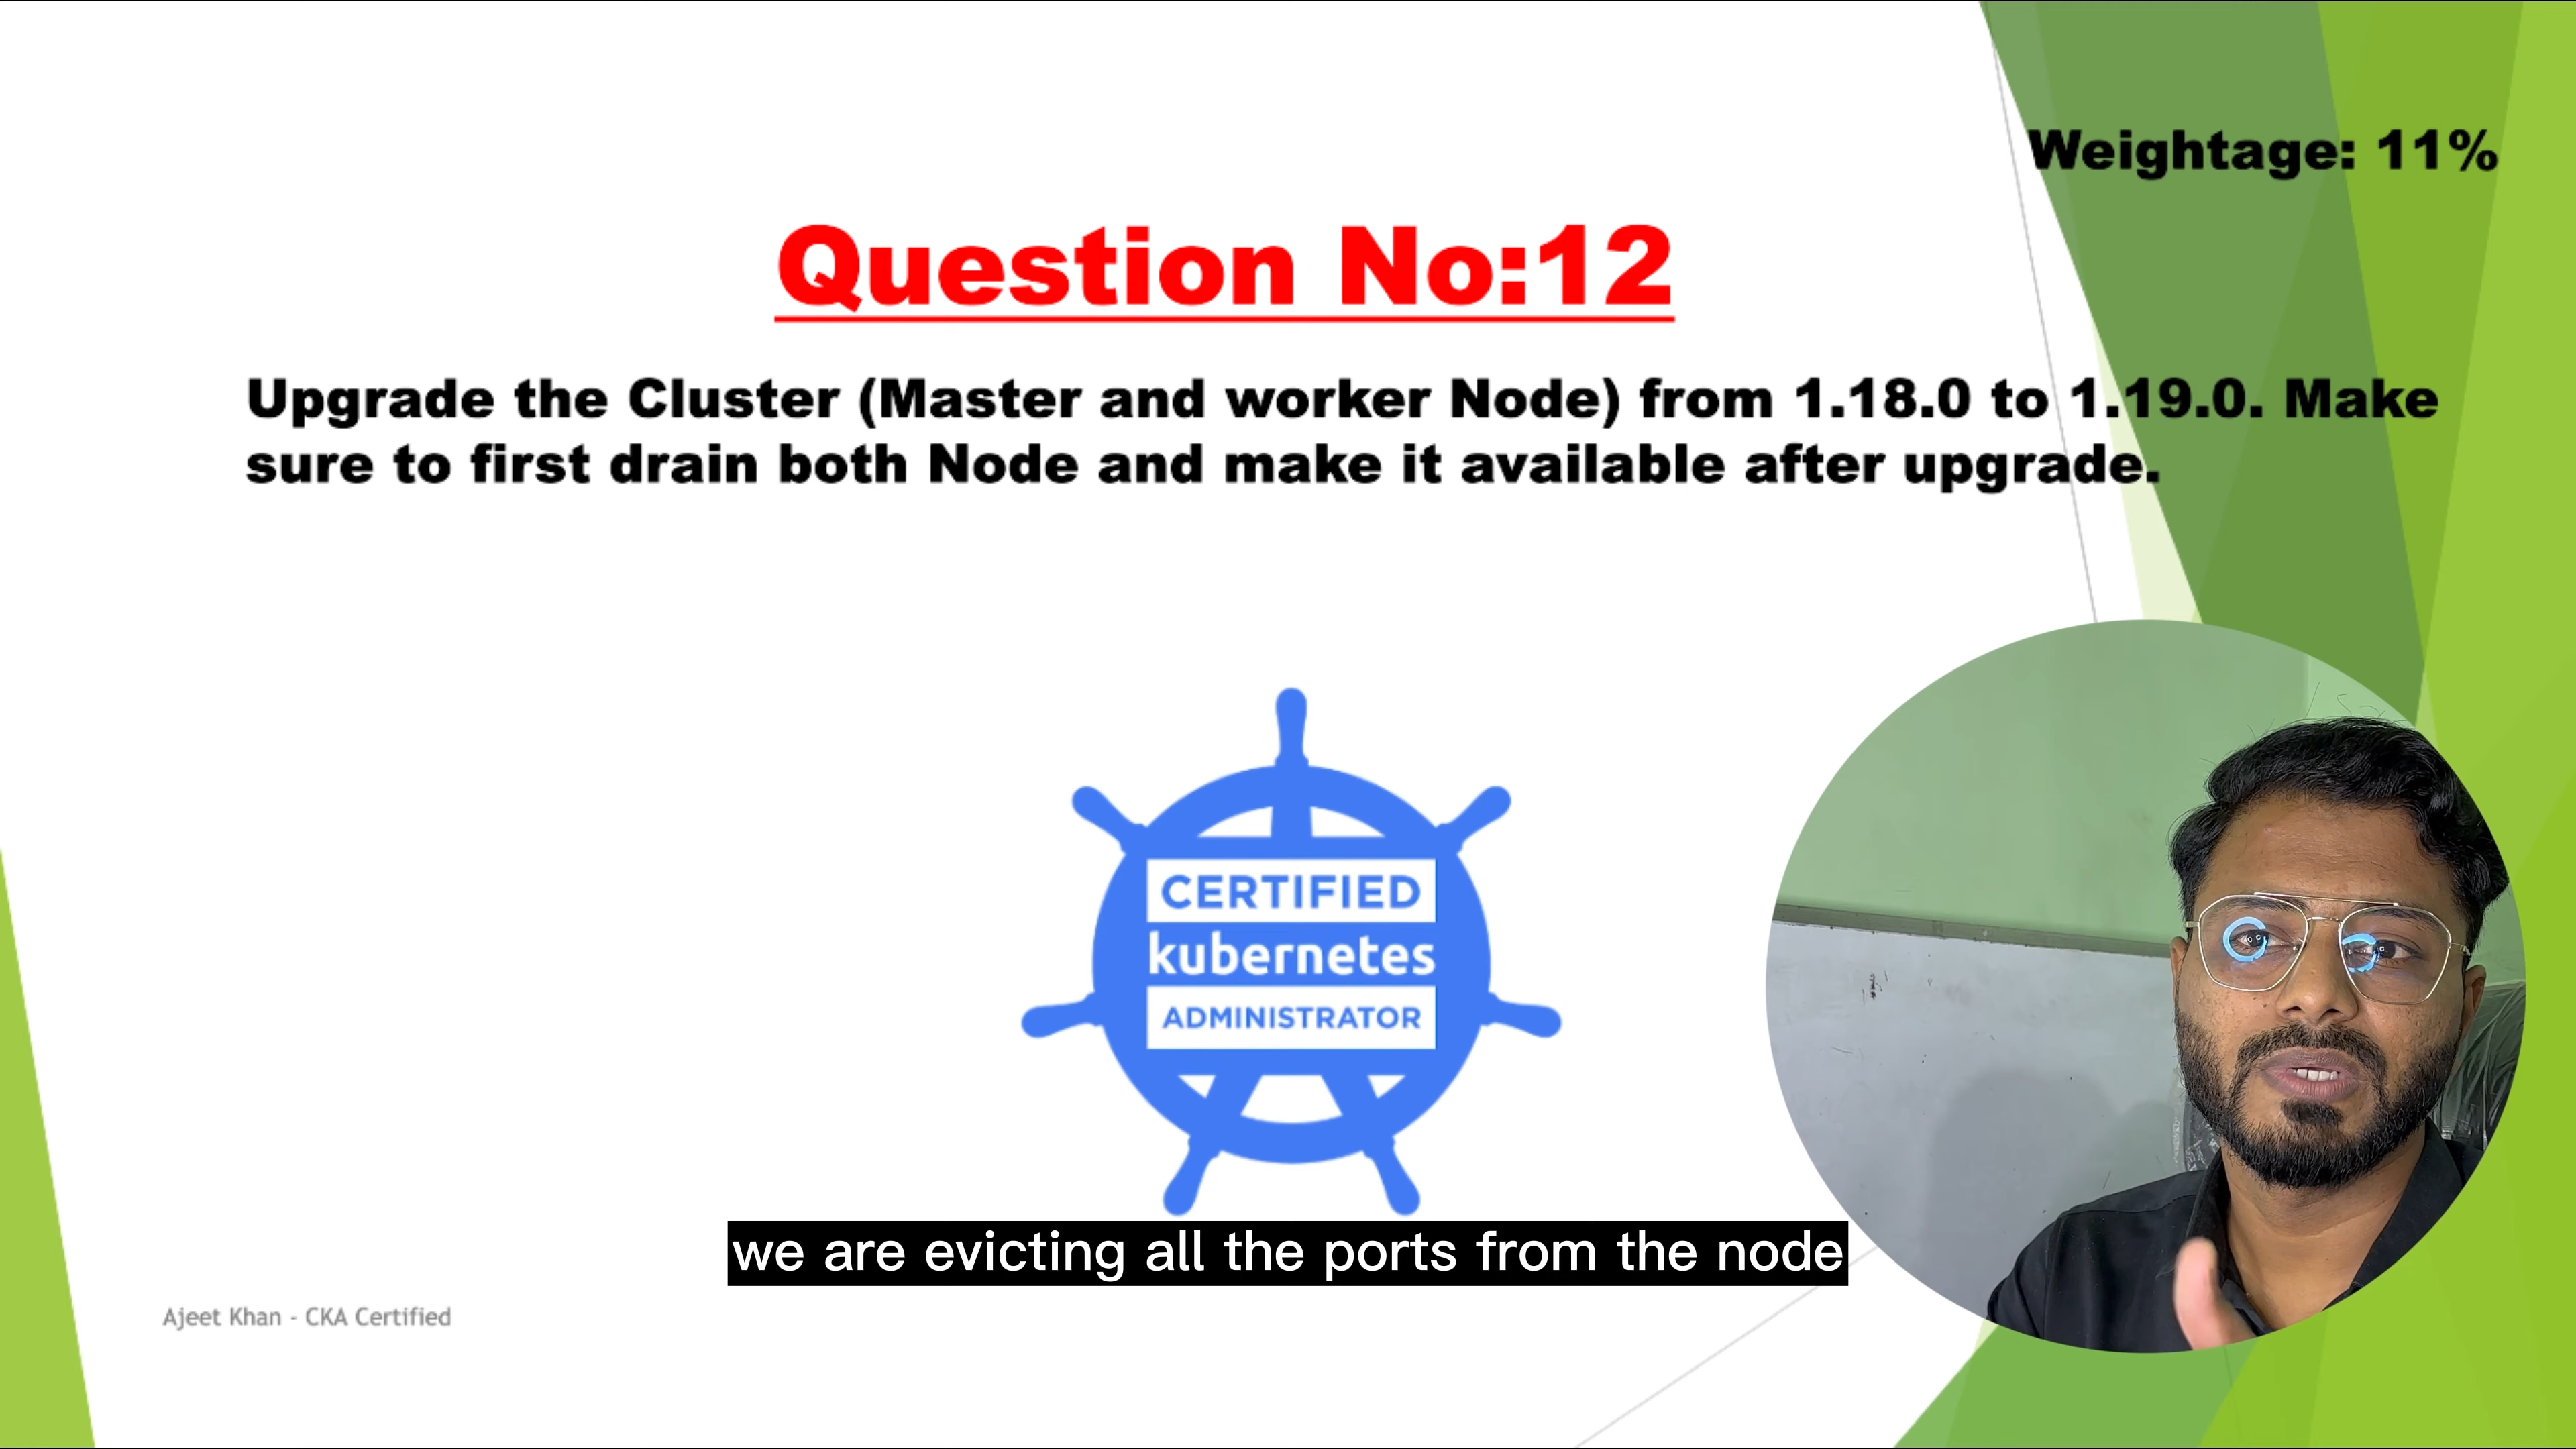 Weightage: 11%
Question No:12
Upgrade the Cluster (Master and worker Node) from 1.18.0 to 1.19.0. Make
sure to first drain both Node and make it available after upgrade.
CERTIFIED
kubernetes
ADMINISTRATOR
we are evicting all the ports from the node
Ajeet Khan - CKA Certified